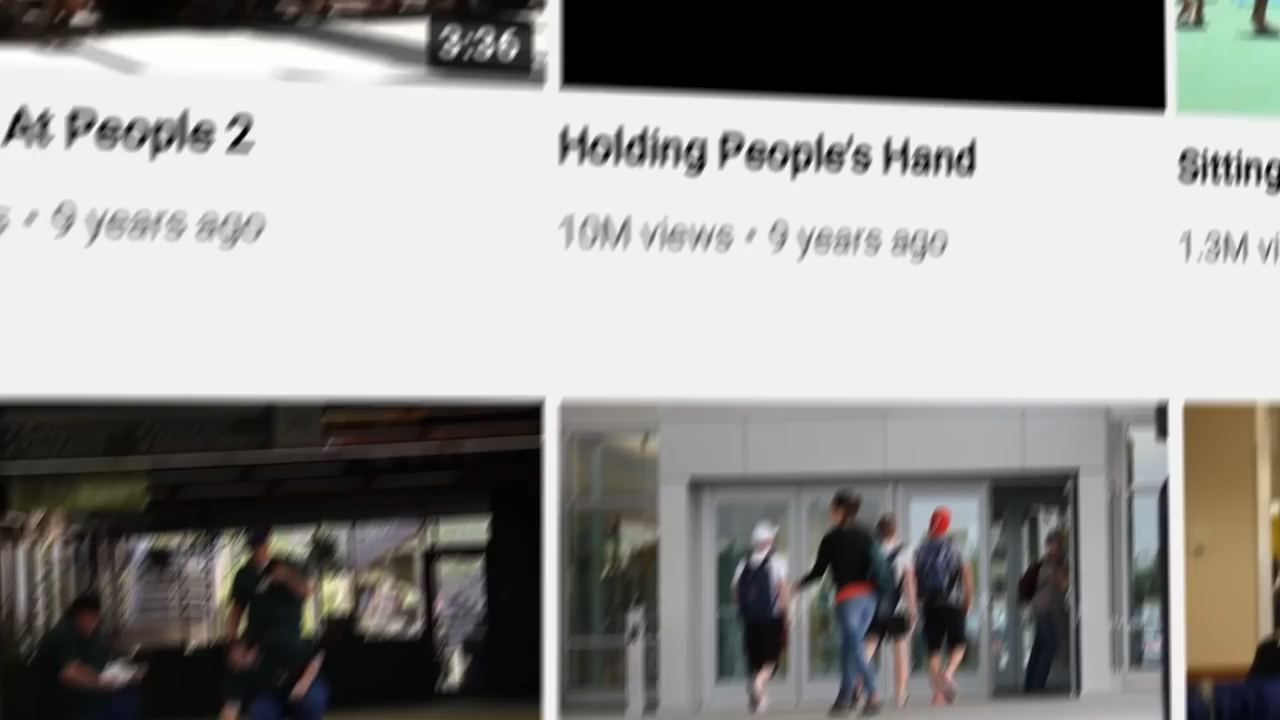 3:36
At People 2
9 years ago
Holding People's Hand
10M views • 9 years ago
Sitting
1.3M vi